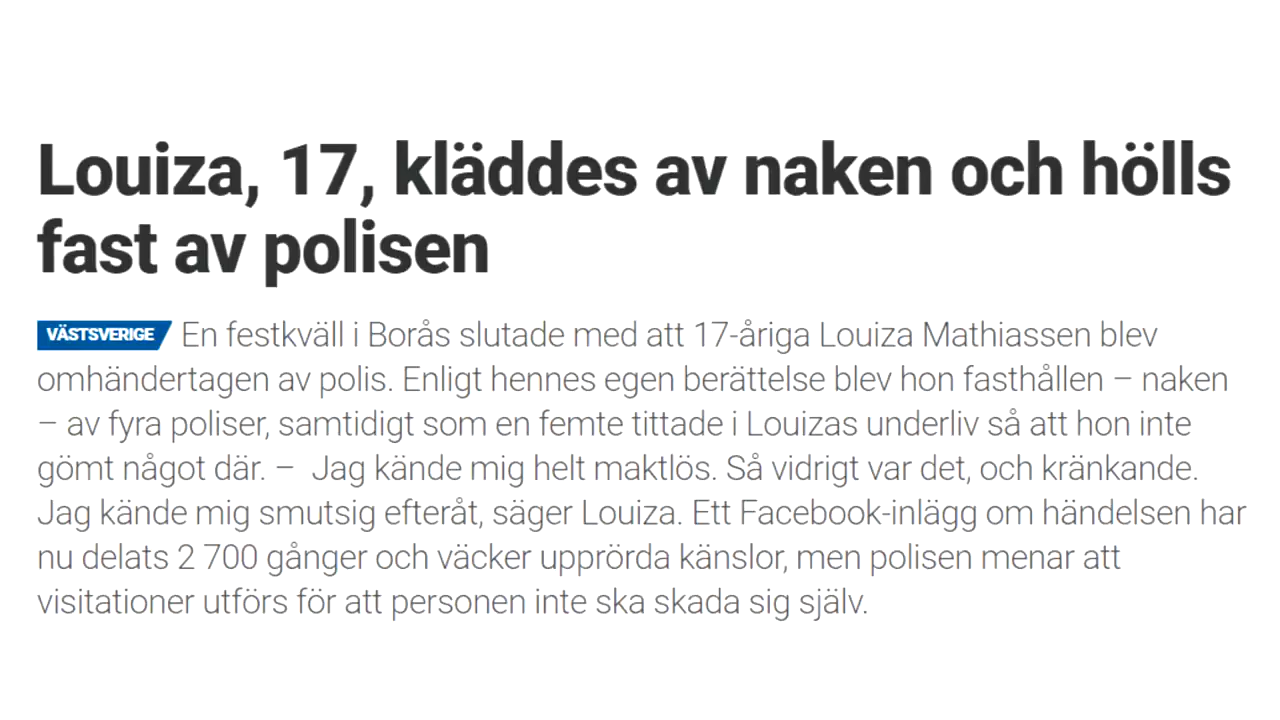 Louiza, 17, kläddes av naken och hölls
fast av polisen
VÄSTSVERIGE En festkväll i Borås slutade med att 17-åriga Louiza Mathiassen blev
omhändertagen av polis. Enligt hennes egen berättelse blev hon fasthållen – naken
– av fyra poliser, samtidigt som en femte tittade i Louizas underliv så att hon inte
gömt något där. – Jag kände mig helt maktlös. Så vidrigt var det, och kränkande.
Jag kände mig smutsig efteråt, säger Louiza. Ett Facebook-inlägg om händelsen har
nu delats 2 700 gånger och väcker upprörda känslor, men polisen menar att
visitationer utförs för att personen inte ska skada sig själv.